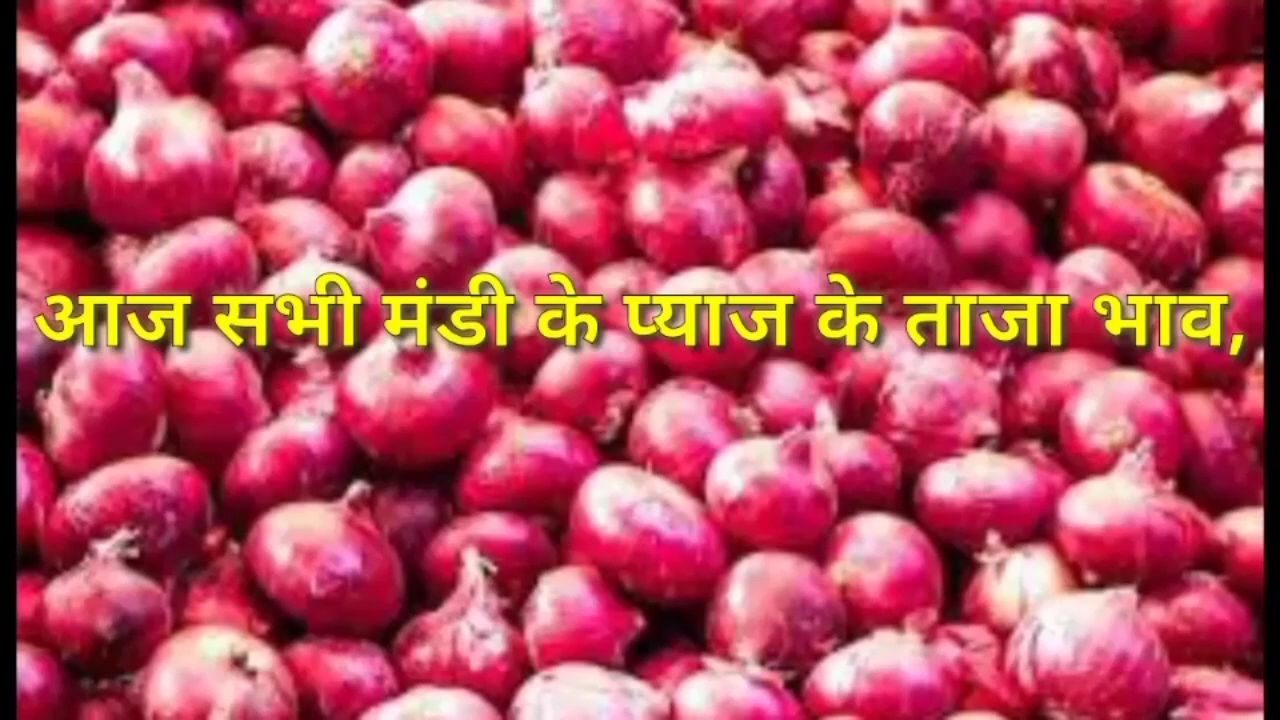 आज सभी मंडी के प्याज के ताजा भाव,